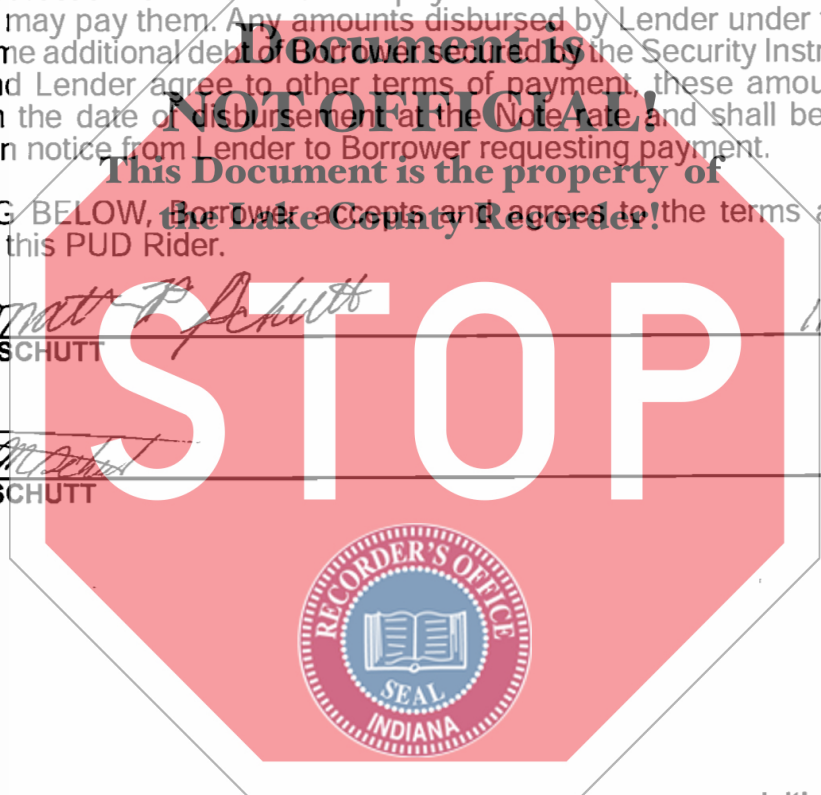 may pay them. Any amounts disbursed by Lender under
me additional debt of Borrower secured by the Security Instr
Document is
nd Lender agree to other terms of payment, these amou
NOT OFFICIAL!
n the date of disbursement at the Note rate and shall be
n notice from Lender to Borrower requesting payment.
This Document is the property of
G BELOW, Borrower accepts and agrees to the terms a
the Lake County Recorder!
this PUD Rider.
matt P Schutt
SCHUTT
STOP
M Schutt
SCHUTT
RECORDER'S OFFICE
SEAL
INDIANA